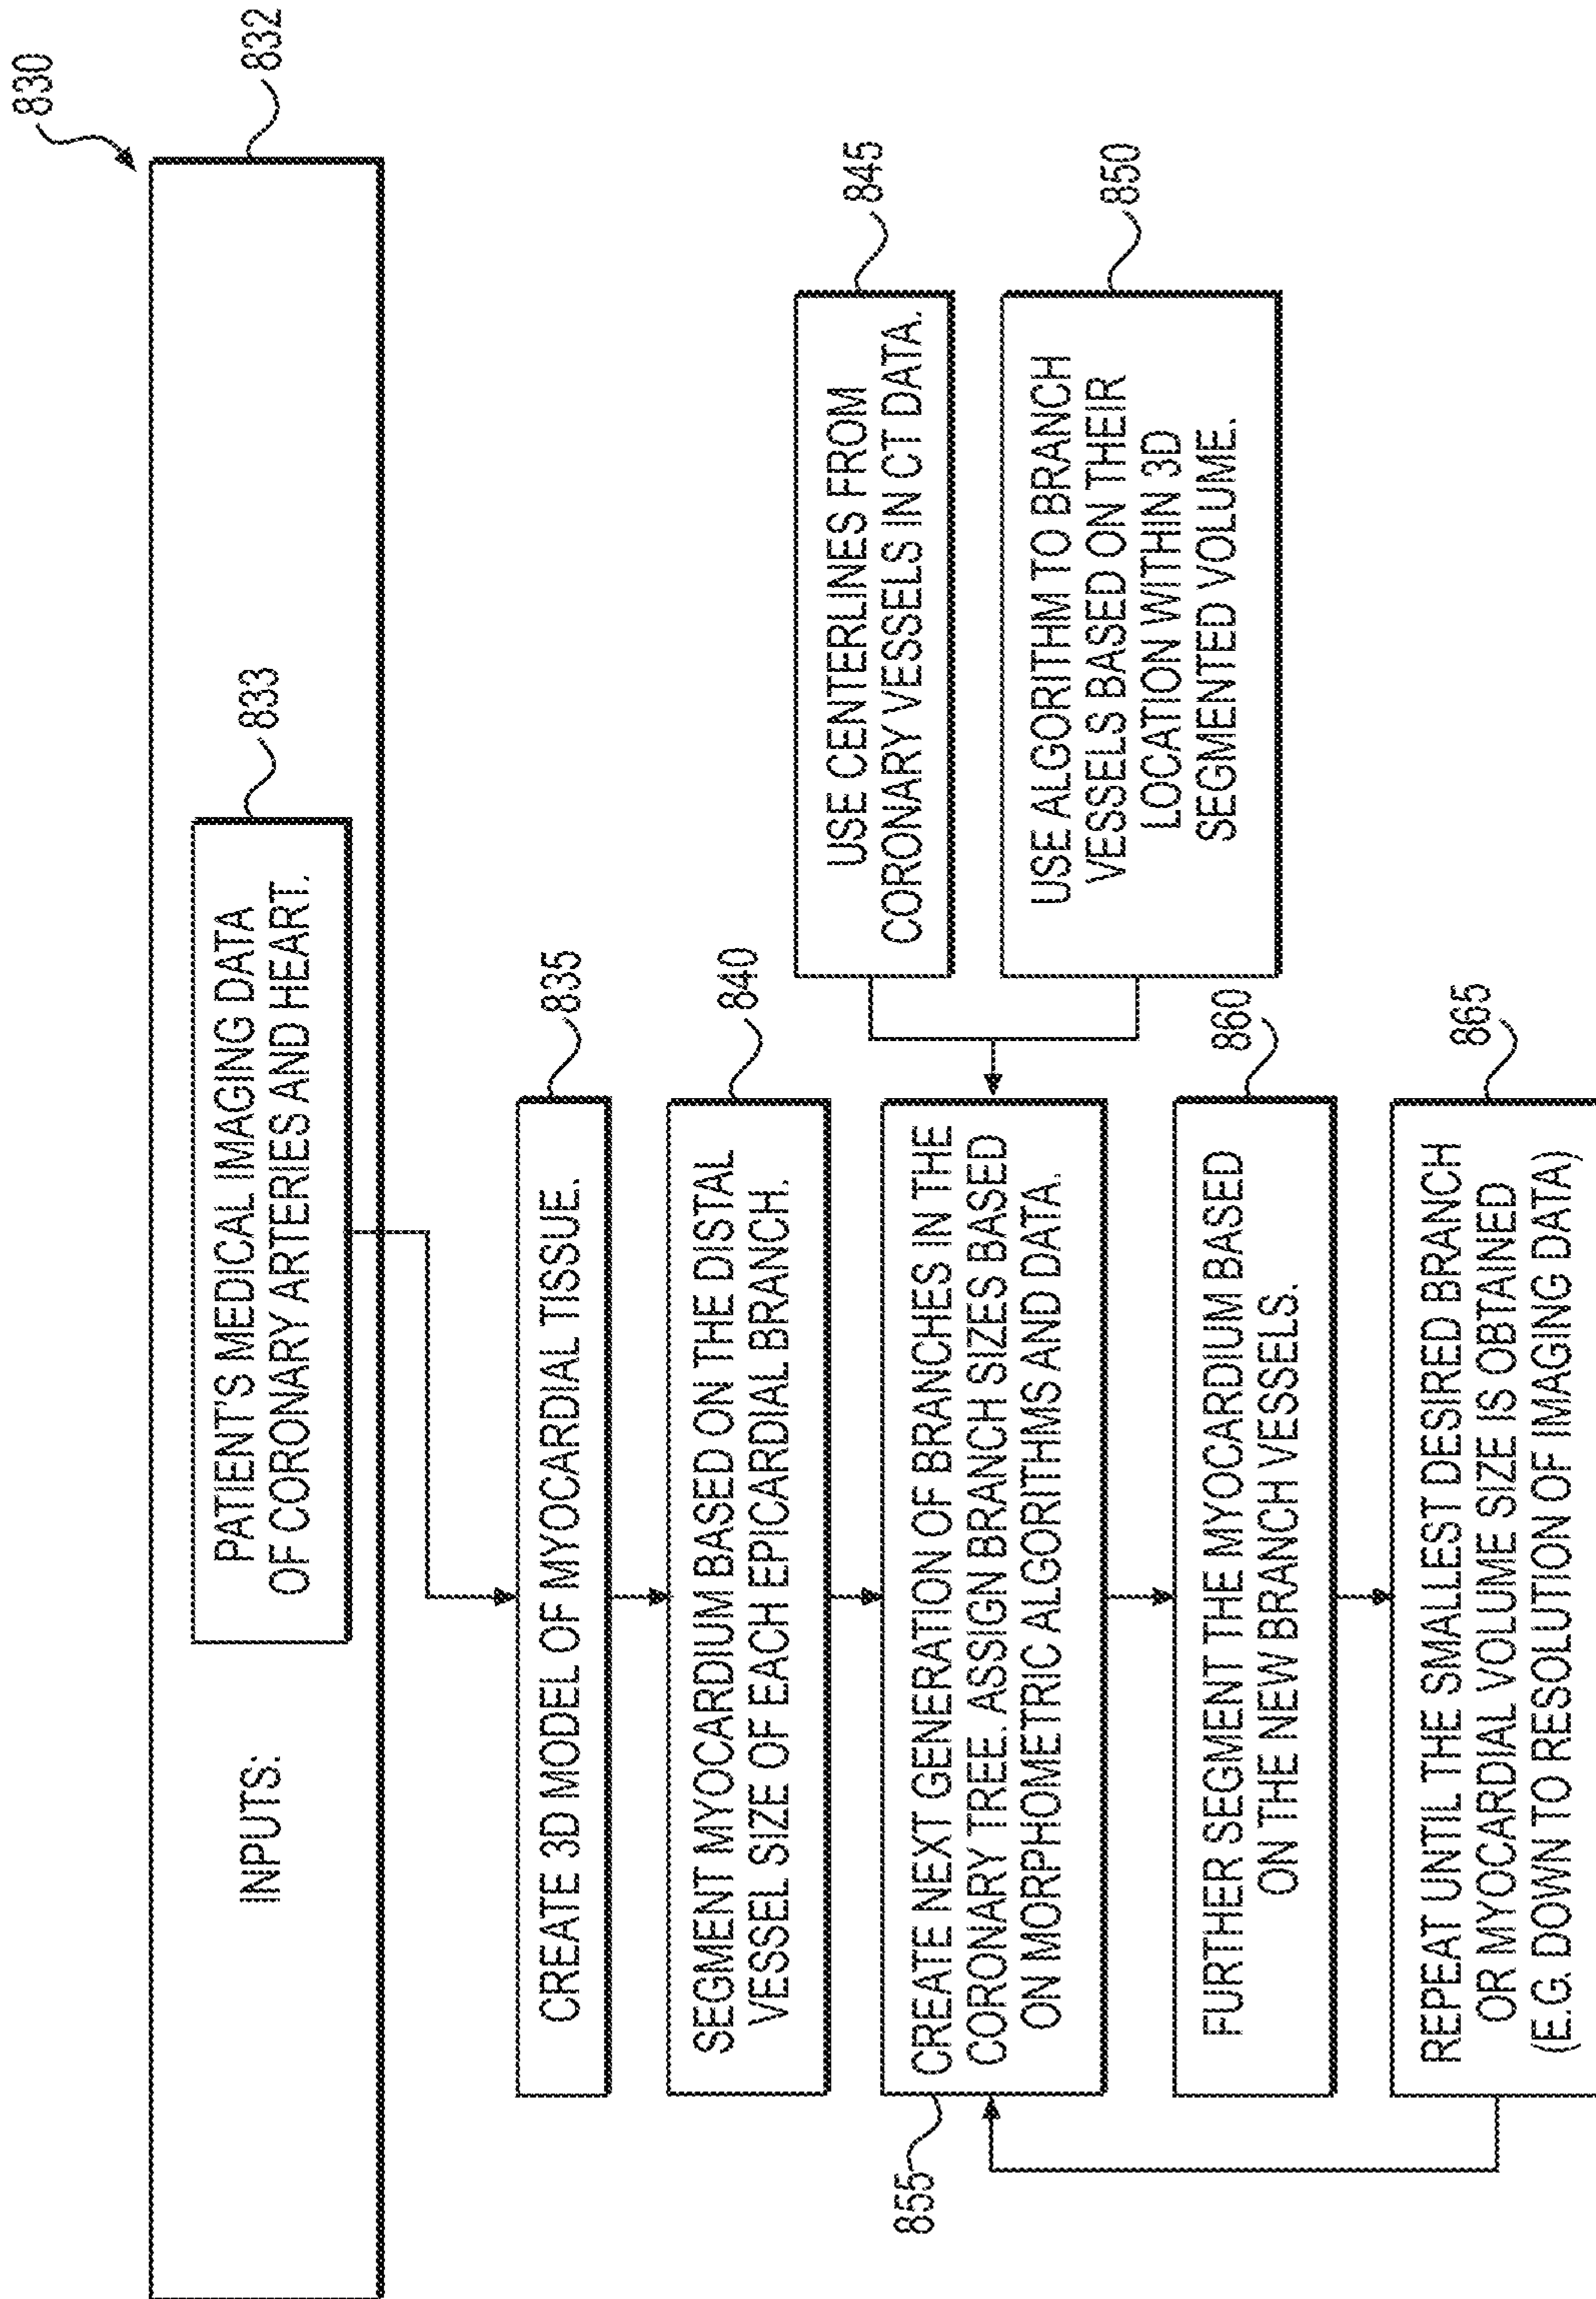 830
832
833
INPUTS:
PATIENT'S MEDICAL IMAGING DATA
OF CORONARY ARTERIES AND HEART.
835
CREATE 3D MODEL OF MYOCARDIAL TISSUE.
840
SEGMENT MYOCARDIUM BASED ON THE DISTAL
VESSEL SIZE OF EACH EPICARDIAL BRANCH.
845
USE CENTERLINES FROM
CORONARY VESSELS IN CT DATA.
850
USE ALGORITHM TO BRANCH
VESSELS BASED ON THEIR
LOCATION WITHIN 3D
SEGMENTED VOLUME.
855
CREATE NEXT GENERATION OF BRANCHES IN THE
CORONARY TREE. ASSIGN BRANCH SIZES BASED
ON MORPHOMETRIC ALGORITHMS AND DATA.
860
FURTHER SEGMENT THE MYOCARDIUM BASED
ON THE NEW BRANCH VESSELS.
865
REPEAT UNTIL THE SMALLEST DESIRED BRANCH
OR MYOCARDIAL VOLUME SIZE IS OBTAINED
(E.G. DOWN TO RESOLUTION OF IMAGING DATA)